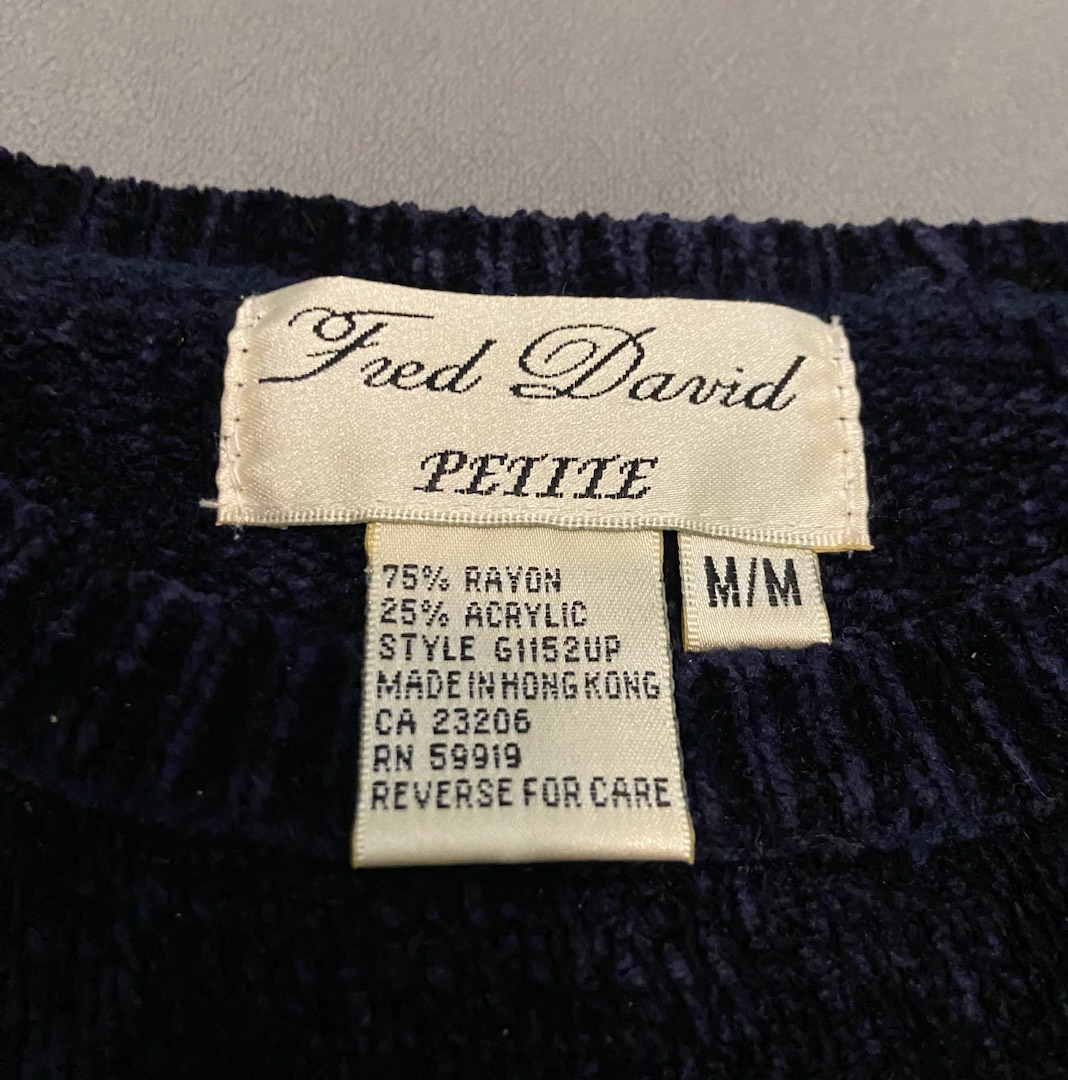 Fred David
PETITE
M/M
75% RAYON
25% ACRYLIC
STYLE G1152UP
MADE IN HONG KONG
CA 23206
RN 59919
REVERSE FOR CARE